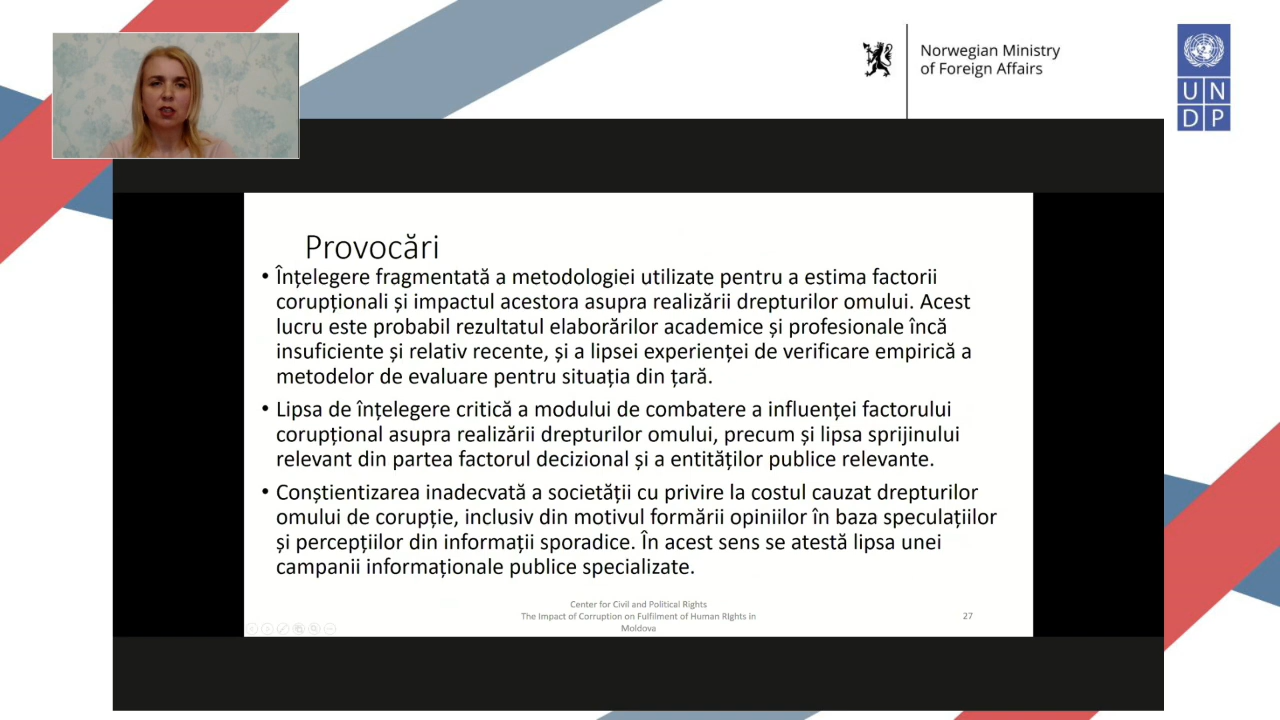 Norwegian Ministry
of Foreign Affairs
U N
D P
Provocări
• Înțelegere fragmentată a metodologiei utilizate pentru a estima factorii
corupționali și impactul acestora asupra realizării drepturilor omului. Acest
lucru este probabil rezultatul elaborărilor academice și profesionale încă
insuficiente și relativ recente, și a lipsei experienței de verificare empirică a
metodelor de evaluare pentru situația din țară.
• Lipsa de înțelegere critică a modului de combatere a influenței factorului
corupțional asupra realizării drepturilor omului, precum și lipsa sprijinului
relevant din partea factorul decizional și a entităților publice relevante.
• Conștientizarea inadecvată a societății cu privire la costul cauzat drepturilor
omului de corupție, inclusiv din motivul formării opiniilor în baza speculațiilor
și percepțiilor din informații sporadice. În acest sens se atestă lipsa unei
campanii informaționale publice specializate.
Center for Civil and Political Rights
The Impact of Corruption on Fulfilment of Human RIghts in
Moldova
27